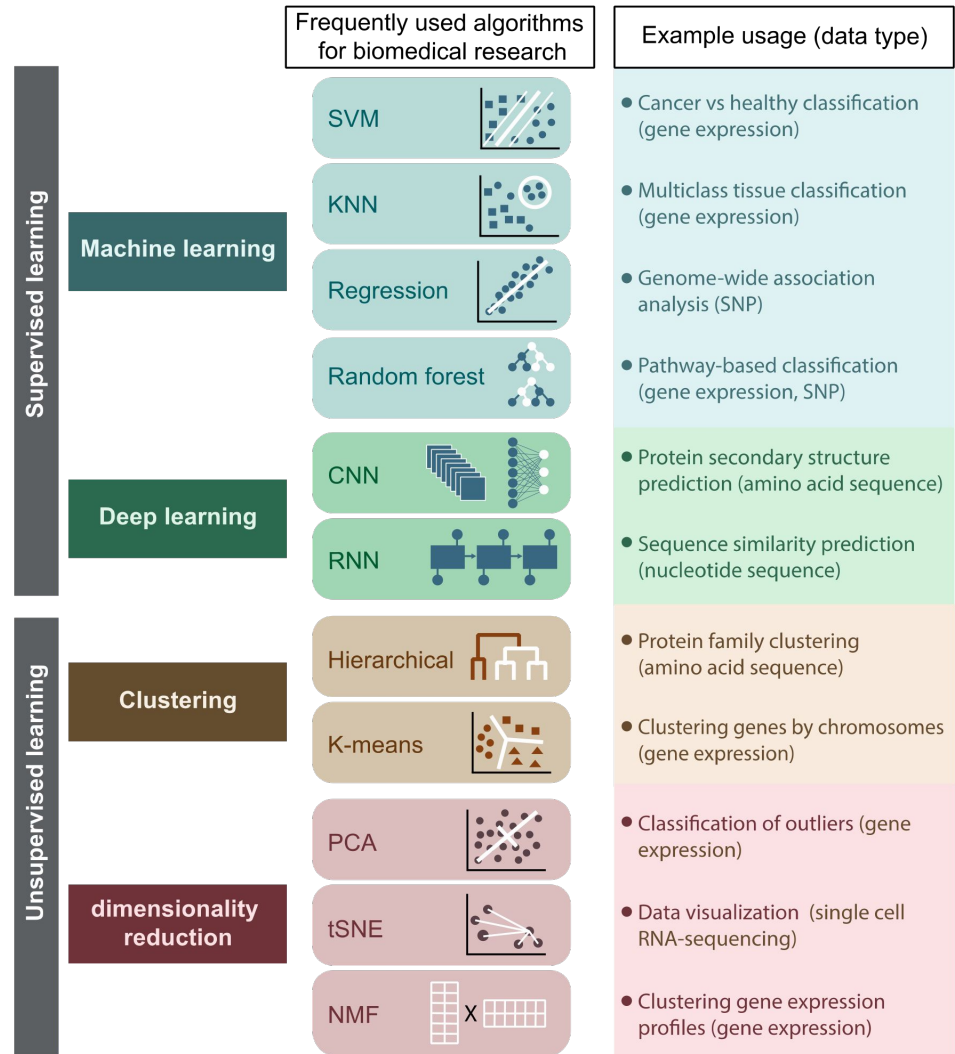 Frequently used algorithms
for biomedical research
Example usage (data type)
Supervised learning
Machine learning
SVM
● Cancer vs healthy classification
(gene expression)
KNN
● Multiclass tissue classification
(gene expression)
Regression
● Genome-wide association
analysis (SNP)
Random forest
● Pathway-based classification
(gene expression, SNP)
Deep learning
CNN
● Protein secondary structure
prediction (amino acid sequence)
RNN
● Sequence similarity prediction
(nucleotide sequence)
Unsupervised learning
Clustering
Hierarchical
● Protein family clustering
(amino acid sequence)
K-means
● Clustering genes by chromosomes
(gene expression)
dimensionality
reduction
PCA
● Classification of outliers (gene
expression)
tSNE
● Data visualization (single cell
RNA-sequencing)
NMF
X
● Clustering gene expression
profiles (gene expression)